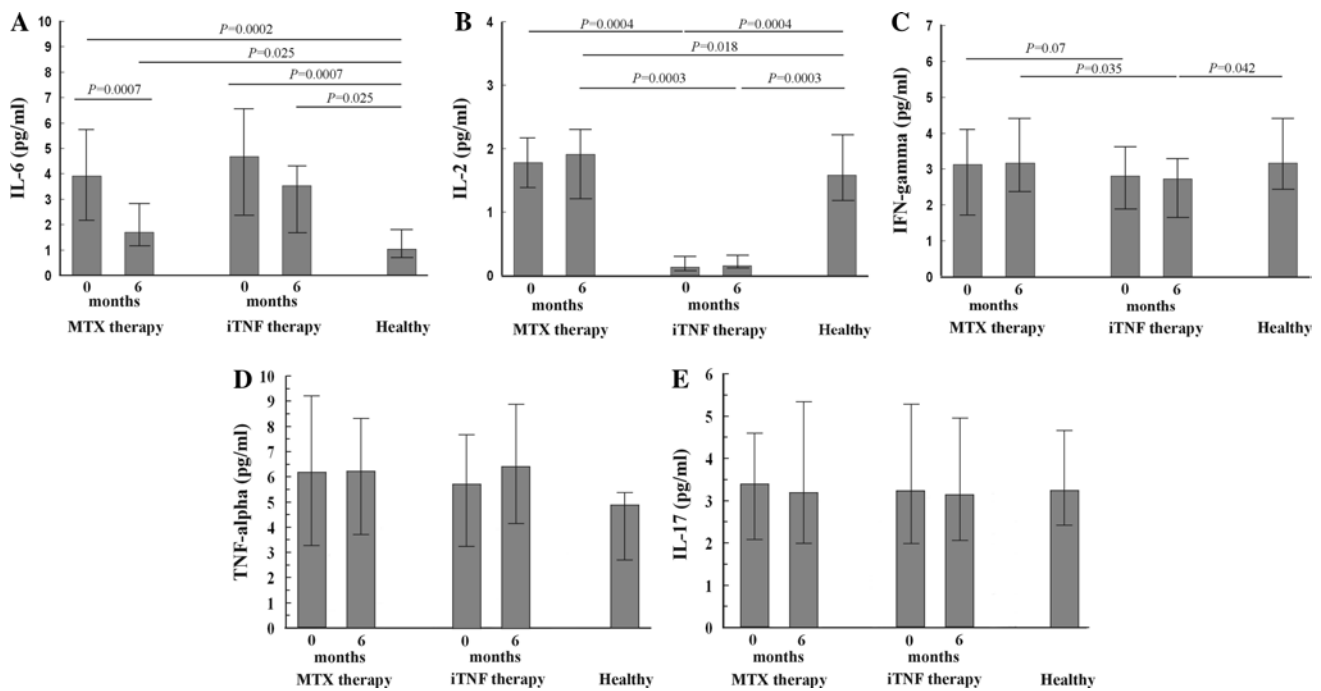 A
IL-6 (pg/ml)
10
9
8
7
6
5
4
3
2
1
0
P=0.0002
P=0.025
P=0.0007
P=0.0007
P=0.025
0 6 0 6
months months
MTX therapy iTNF therapy Healthy
B
IL-2 (pg/ml)
4
3
2
1
0
P=0.0004 P=0.0004
P=0.018
P=0.0003 P=0.0003
0 6 0 6
months months
MTX therapy iTNF therapy Healthy
C
IFN-gamma (pg/ml)
7
6
5
4
3
2
1
0
P=0.07
P=0.035 P=0.042
0 6 0 6
months months
MTX therapy iTNF therapy Healthy
D
TNF-alpha (pg/ml)
10
9
8
7
6
5
4
3
2
1
0
0 6 0 6
months months
MTX therapy iTNF therapy Healthy
E
IL-17 (pg/ml)
6
5
4
3
2
1
0
0 6 0 6
months months
MTX therapy iTNF therapy Healthy